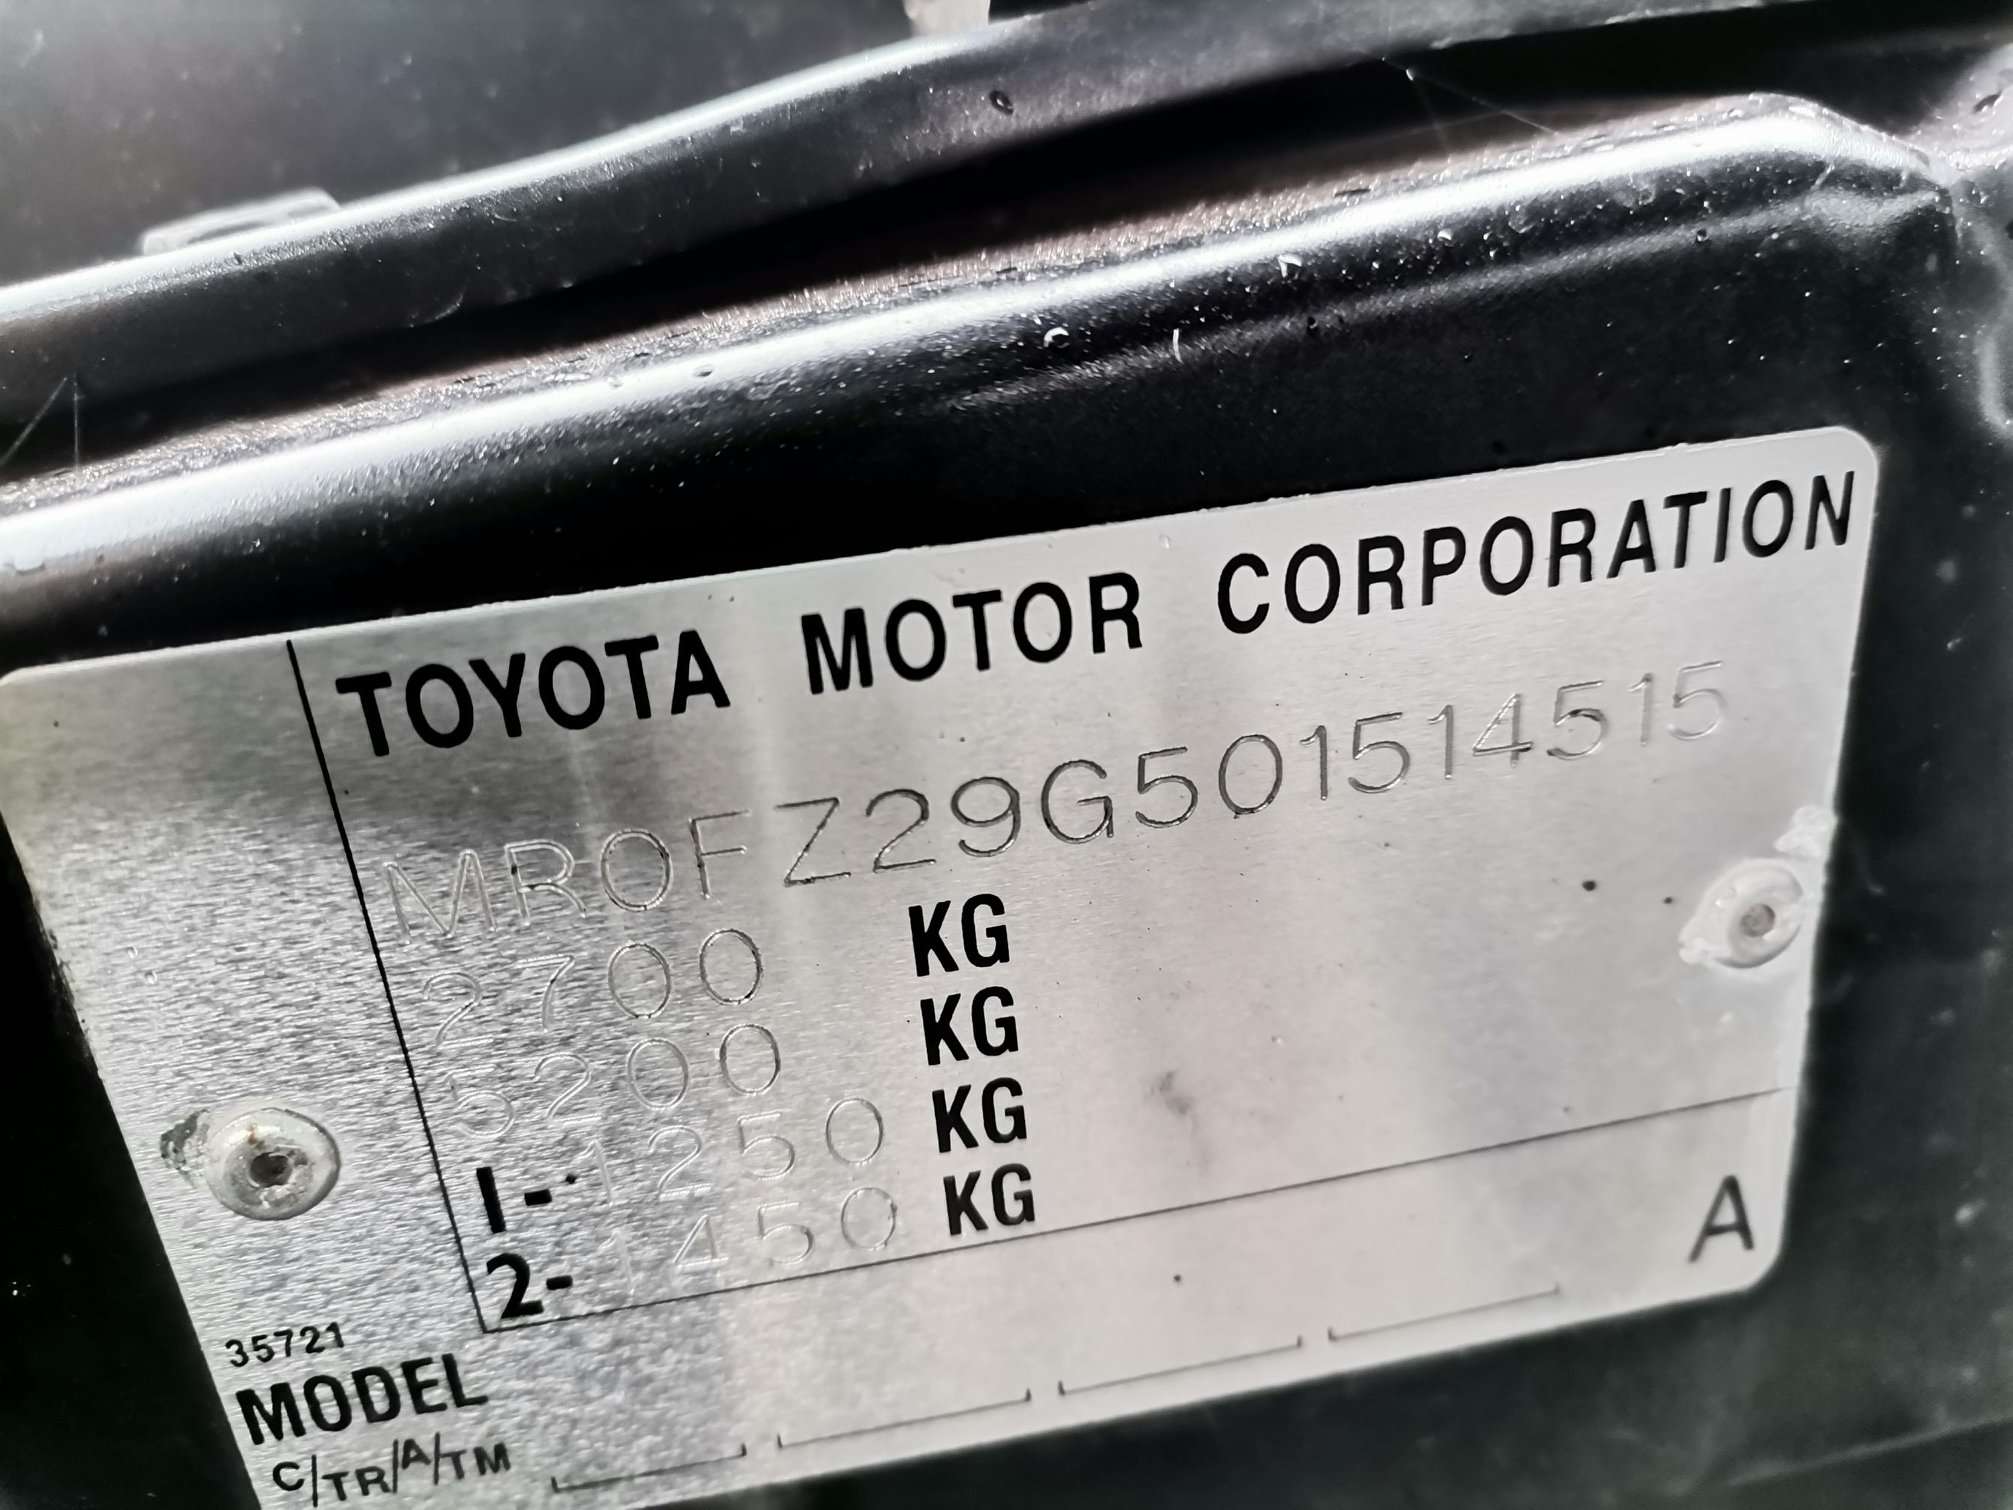 TOYOTA MOTOR CORPORATION
MR0FZ29G501514515
2700 KG
5200 KG
1-1250 KG
2-1450 KG
A
35721
MODEL
C/TR/A/TM